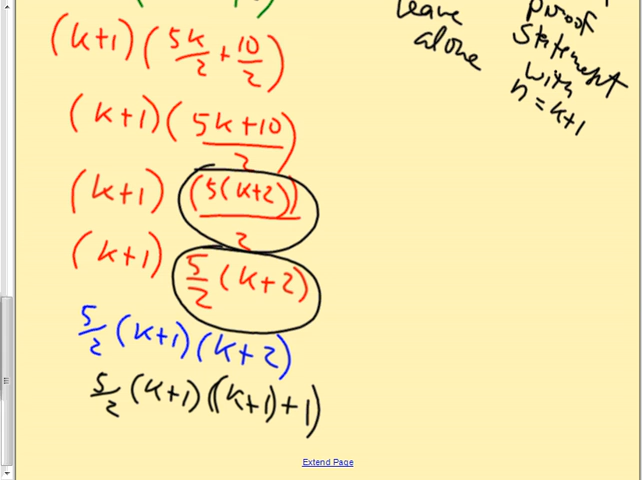 (k+1)(5k/2 + 10/2)
(k+1)(5k+10)/2
(k+1) (5(k+2))/2
(k+1) 5/2 (k+2)
5/2 (k+1)(k+2)
5/2 (k+1)((k+1)+1)
leave
alone
proof
statement
with
n = k+1
Extend Page